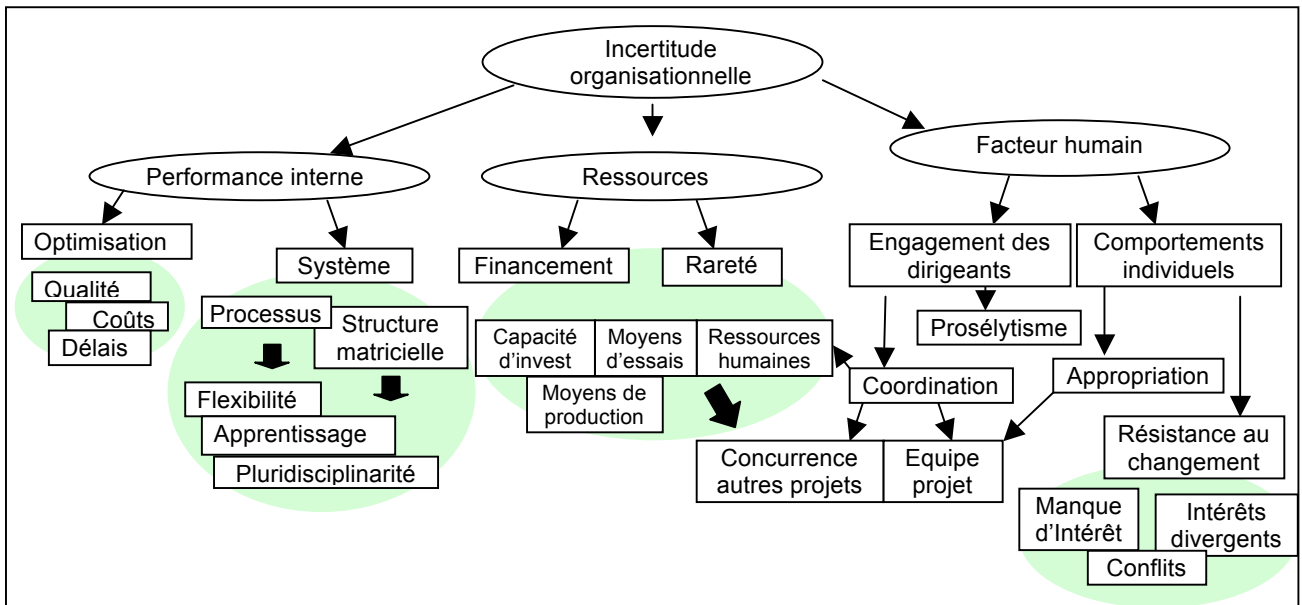 Incertitude
organisationnelle
Performance interne
Ressources
Facteur humain
Optimisation
Système
Financement
Rareté
Engagement des
dirigeants
Comportements
individuels
Qualité
Coûts
Délais
Processus
Structure
matricielle
Flexibilité
Apprentissage
Pluridisciplinarité
Capacité
d’invest
Moyens
d’essais
Ressources
humaines
Moyens de
production
Prosélytisme
Coordination
Appropriation
Concurrence
autres projets
Equipe
projet
Résistance au
changement
Manque
d’Intérêt
Intérêts
divergents
Conflits